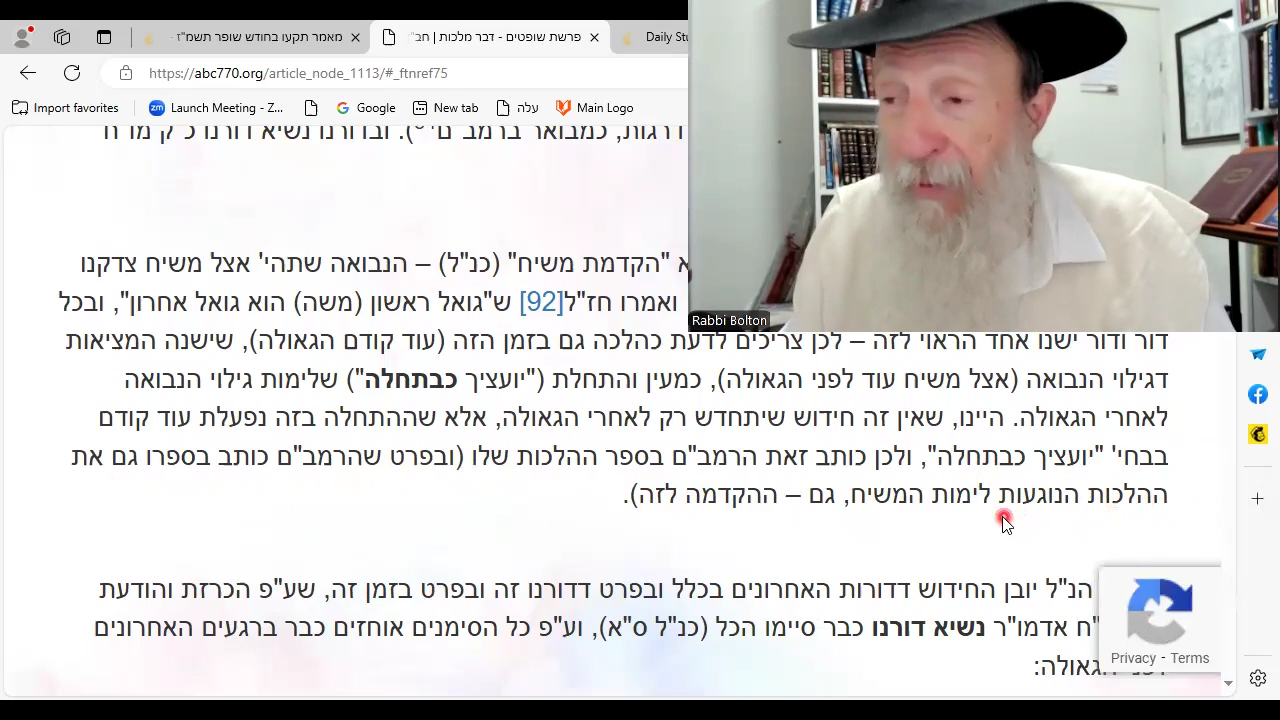 מאמר תקעו בחודש שופר תשמ"ז -
פרשת שופטים - דבר מלכות | חב"
Daily Stu
https://abc770.org/article_node_1113/#_ftnref75
Import favorites
Launch Meeting - Z...
Google
New tab
עלה
Main Logo
"הקדמת משיח" (כנ"ל) – הנבואה שתהי' אצל משיח צדקנו
ואמרו חז"ל[92] ש"גואל ראשון (משה) הוא גואל אחרון", ובכל
Rabbi Bolton
דור ודור ישנו אחד הראוי לזה – לכן צריכים לדעת כהלכה גם בזמן הזה (עוד קודם הגאולה), שישנה המציאות
דגילוי הנבואה (אצל משיח עוד לפני הגאולה), כמעין והתחלת ("יועציך כבתחלה") שלימות גילוי הנבואה
לאחרי הגאולה. היינו, שאין זה חידוש שיתחדש רק לאחרי הגאולה, אלא שההתחלה בזה נפעלת עוד קודם
בבחי' "יועציך כבתחלה", ולכן כותב זאת הרמב"ם בספר ההלכות שלו (ובפרט שהרמב"ם כותב בספרו גם את
ההלכות הנוגעות לימות המשיח, גם – ההקדמה לזה).
הנ"ל יובן החידוש דדורות האחרונים בכלל ובפרט דדורנו זה ובפרט בזמן זה, שע"פ הכרזת והודעת
"ח אדמו"ר נשיא דורנו כבר סיימו הכל (כנ"ל ס"א), וע"פ כל הסימנים אוחזים כבר ברגעים האחרונים
הגאולה:
Privacy - Terms